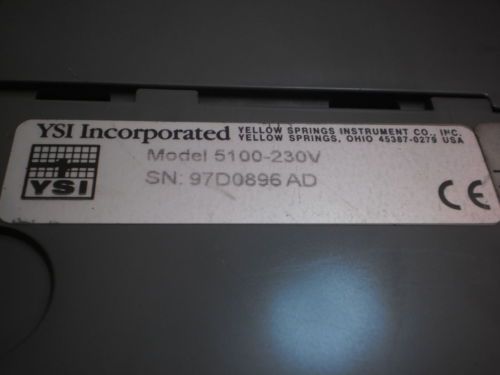 YSI Incorporated YELLOW SPRINGS INSTRUMENT CO., INC.
YELLOW SPRINGS, OHIO 45387-0279 USA
Model 5100-230V
SN: 97D0896 AD
YSI
CE